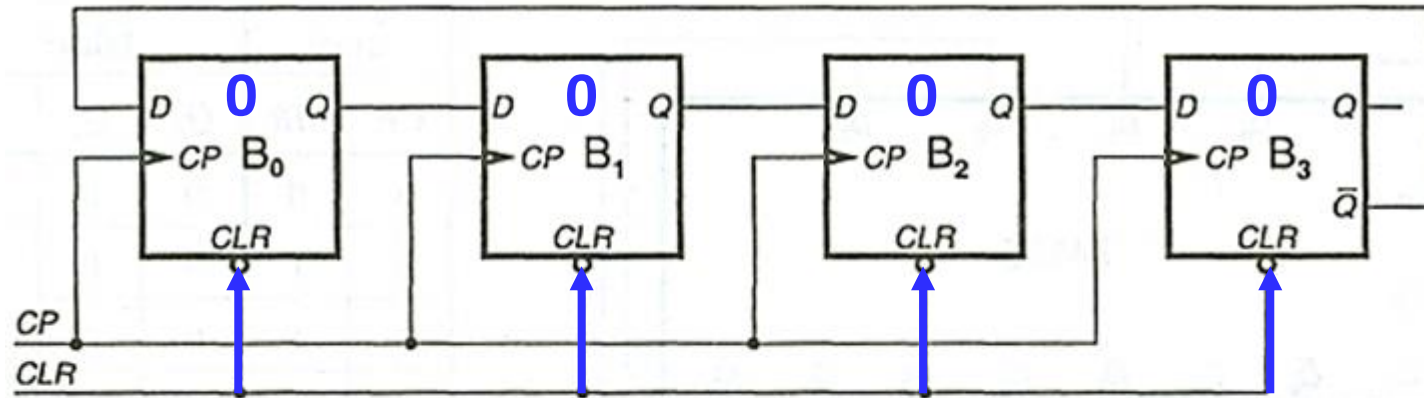 0 0 0 0
D Q D Q D Q D Q
CP B₀ CP B₁ CP B₂ CP B₃
Q̅
CLR CLR CLR CLR
CP
CLR